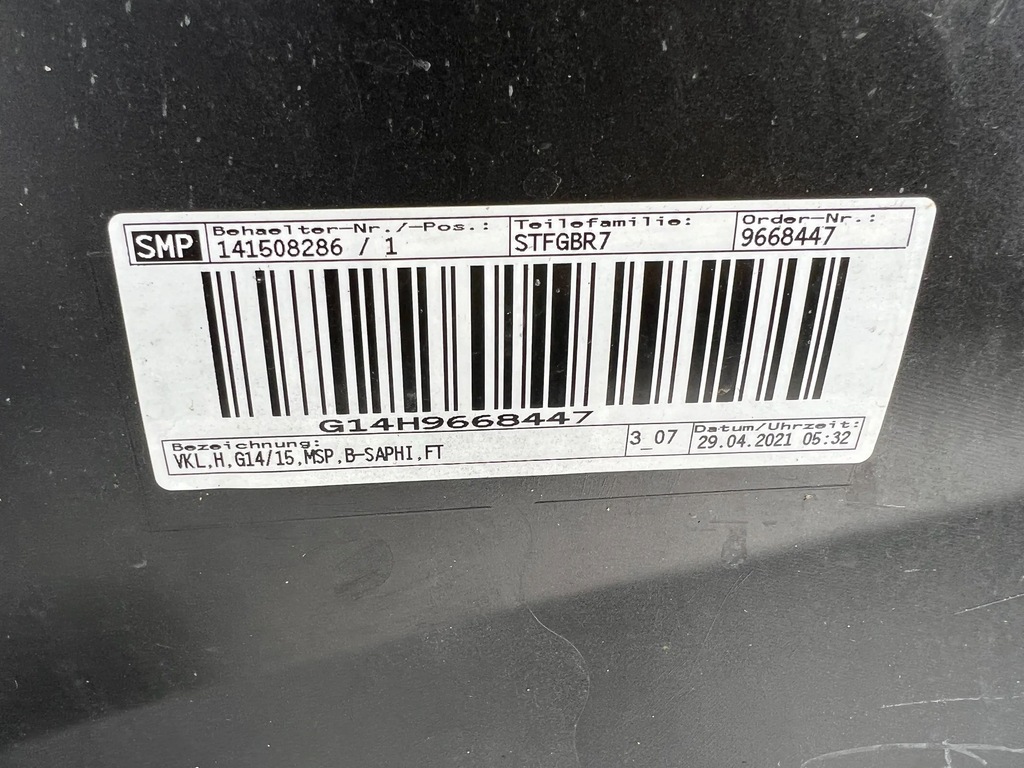 SMP
Behaelter-Nr./-Pos.: Teilefamilie: Order-Nr.:
141508286 / 1 STFGBR7 9668447
G14H9668447
Bezeichnung: 3_07 Datum/Uhrzeit:
VKL,H,G14/15,MSP,B-SAPHI,FT 29.04.2021 05:32